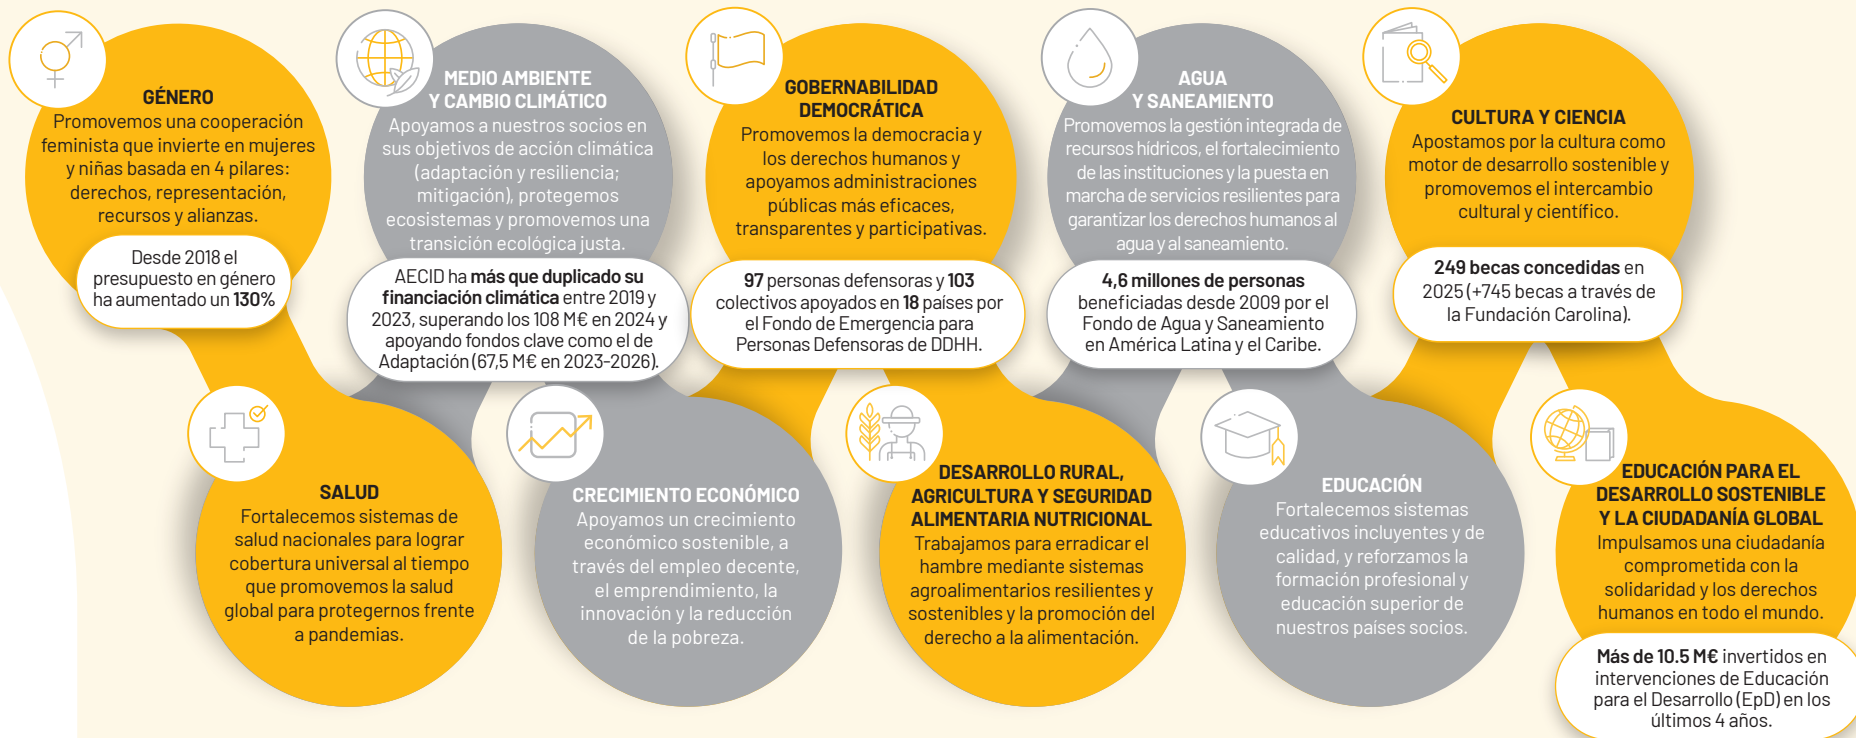 GÉNERO
Promovemos una cooperación
feminista que invierte en mujeres
y niñas basada en 4 pilares:
derechos, representación,
recursos y alianzas.
Desde 2018 el
presupuesto en género
ha aumentado un 130%
MEDIO AMBIENTE
Y CAMBIO CLIMÁTICO
Apoyamos a nuestros socios en
sus objetivos de acción climática
(adaptación y resiliencia;
mitigación), protegemos
ecosistemas y promovemos una
transición ecológica justa.
AECID ha más que duplicado su
financiación climática entre 2019 y
2023, superando los 108 M€ en 2024 y
apoyando fondos clave como el de
Adaptación (67,5 M€ en 2023-2026).
GOBERNABILIDAD
DEMOCRÁTICA
Promovemos la democracia y
los derechos humanos y
apoyamos administraciones
públicas más eficaces,
transparentes y participativas.
97 personas defensoras y 103
colectivos apoyados en 18 países por
el Fondo de Emergencia para
Personas Defensoras de DDHH.
AGUA
Y SANEAMIENTO
Promovemos la gestión integrada de
recursos hídricos, el fortalecimiento
de las instituciones y la puesta en
marcha de servicios resilientes para
garantizar los derechos humanos al
agua y al saneamiento.
4,6 millones de personas
beneficiadas desde 2009 por el
Fondo de Agua y Saneamiento
en América Latina y el Caribe.
CULTURA Y CIENCIA
Apostamos por la cultura como
motor de desarrollo sostenible y
promovemos el intercambio
cultural y científico.
249 becas concedidas en
2025 (+745 becas a través de
la Fundación Carolina).
SALUD
Fortalecemos sistemas de
salud nacionales para lograr
cobertura universal al tiempo
que promovemos la salud
global para protegernos frente
a pandemias.
CRECIMIENTO ECONÓMICO
Apoyamos un crecimiento
económico sostenible, a
través del empleo decente,
el emprendimiento, la
innovación y la reducción
de la pobreza.
DESARROLLO RURAL,
AGRICULTURA Y SEGURIDAD
ALIMENTARIA NUTRICIONAL
Trabajamos para erradicar el
hambre mediante sistemas
agroalimentarios resilientes y
sostenibles y la promoción del
derecho a la alimentación.
EDUCACIÓN
Fortalecemos sistemas
educativos incluyentes y de
calidad, y reforzamos la
formación profesional y
educación superior de
nuestros países socios.
EDUCACIÓN PARA EL
DESARROLLO SOSTENIBLE
Y LA CIUDADANÍA GLOBAL
Impulsamos una ciudadanía
comprometida con la
solidaridad y los derechos
humanos en todo el mundo.
Más de 10.5 M€ invertidos en
intervenciones de Educación
para el Desarrollo (EpD) en los
últimos 4 años.